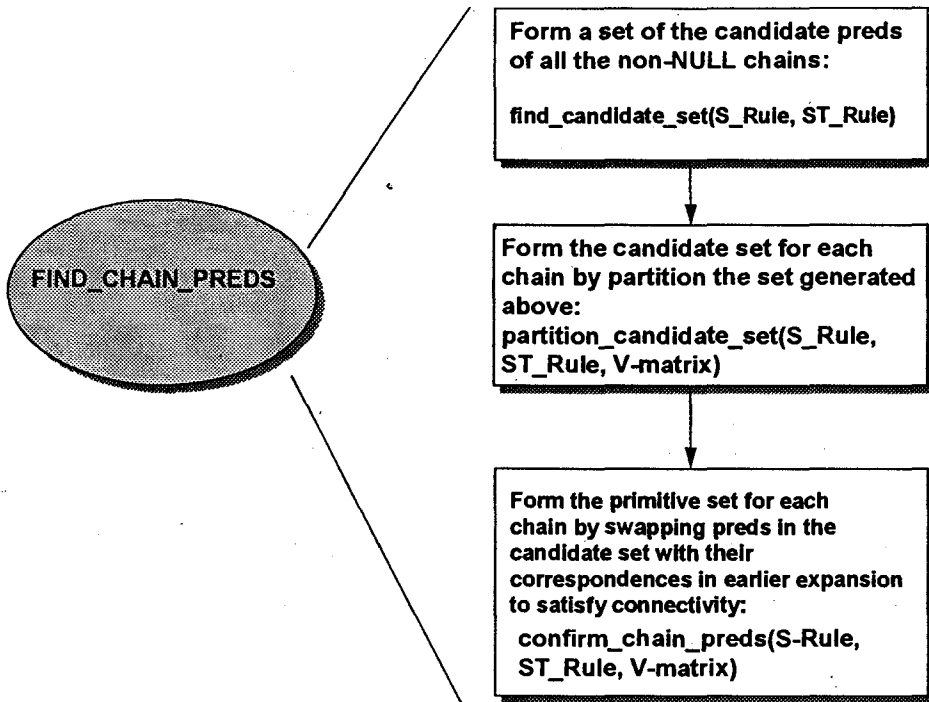 FIND_CHAIN_PREDS
Form a set of the candidate preds
of all the non-NULL chains:
find_candidate_set(S_Rule, ST_Rule)
Form the candidate set for each
chain by partition the set generated
above:
partition_candidate_set(S_Rule,
ST_Rule, V-matrix)
Form the primitive set for each
chain by swapping preds in the
candidate set with their
correspondences in earlier expansion
to satisfy connectivity:
confirm_chain_preds(S-Rule,
ST_Rule, V-matrix)